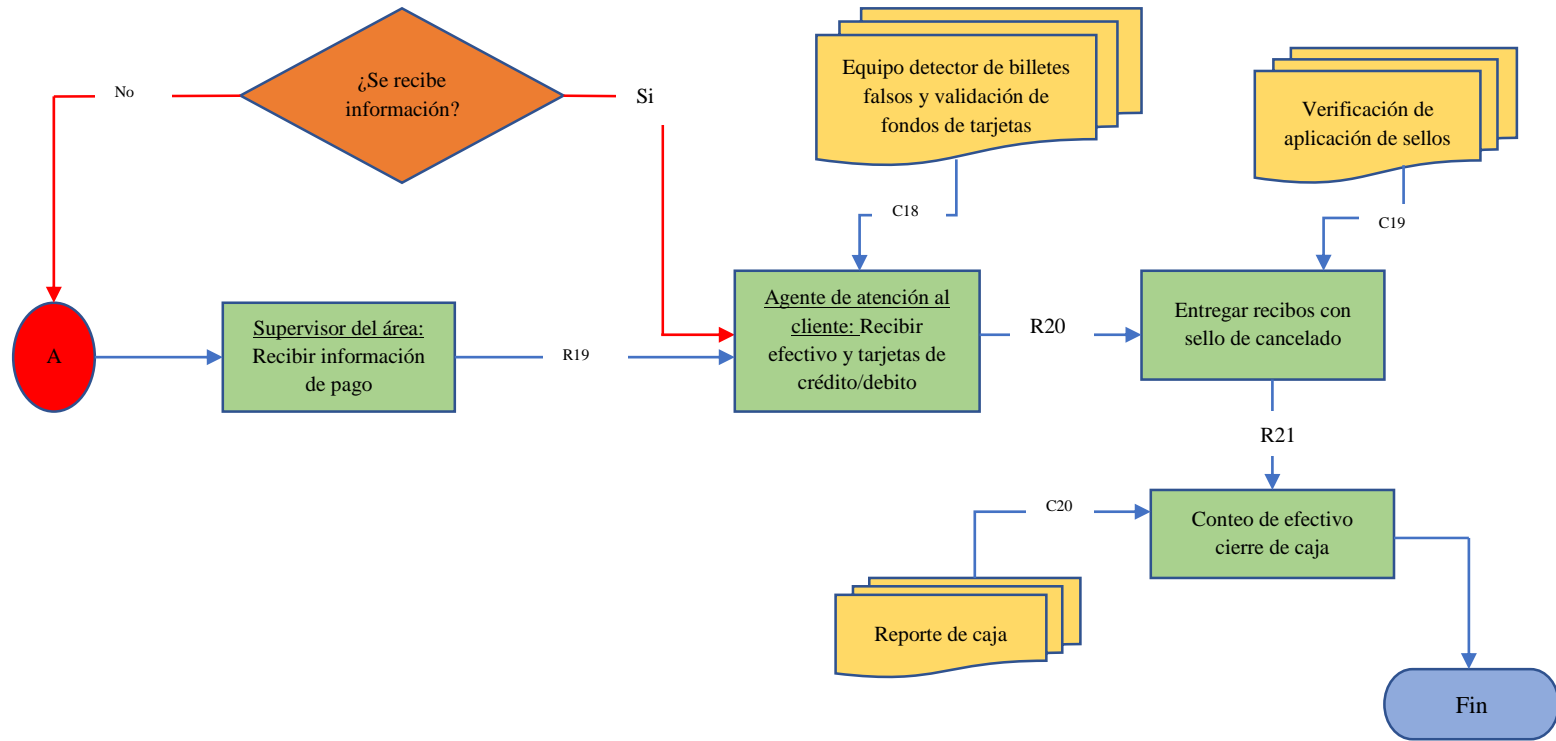 ¿Se recibe
información?
No
Si
Equipo detector de billetes
falsos y validación de
fondos de tarjetas
Verificación de
aplicación de sellos
C18
C19
A
Supervisor del área:
Recibir información
de pago
R19
Agente de atención al
cliente: Recibir
efectivo y tarjetas de
crédito/debito
R20
Entregar recibos con
sello de cancelado
R21
C20
Conteo de efectivo
cierre de caja
Reporte de caja
Fin